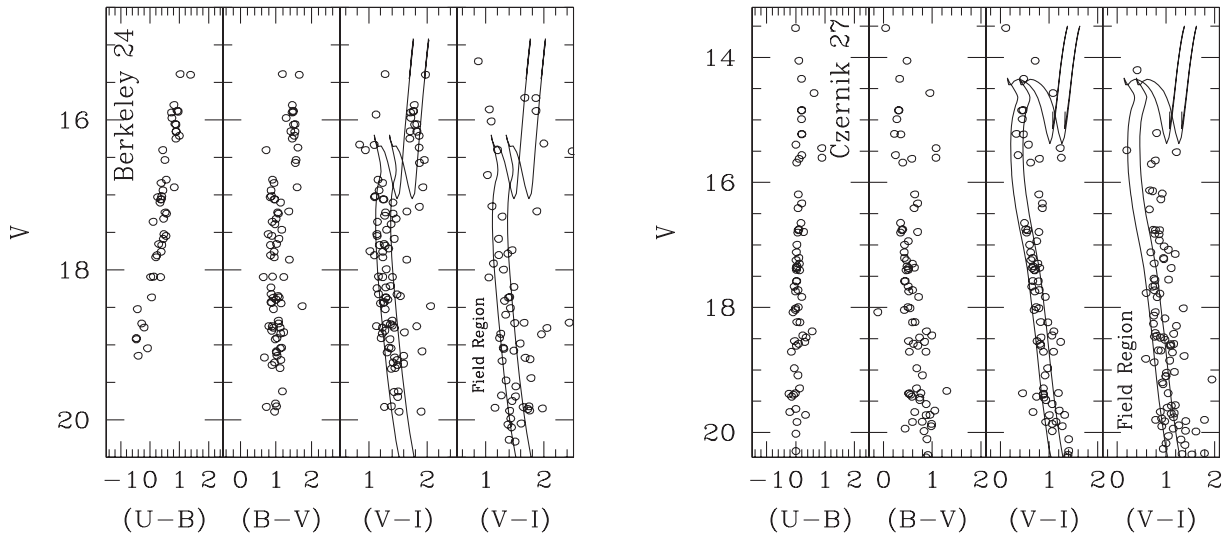 Berkeley 24
Field Region
V
16
18
20
−1 0 1 2 0 1 2 1 2 1 2
(U−B) (B−V) (V−I) (V−I)
Czernik 27
Field Region
V
14
16
18
20
−1 0 1 2 0 1 2 0 1 2 0 1 2
(U−B) (B−V) (V−I) (V−I)